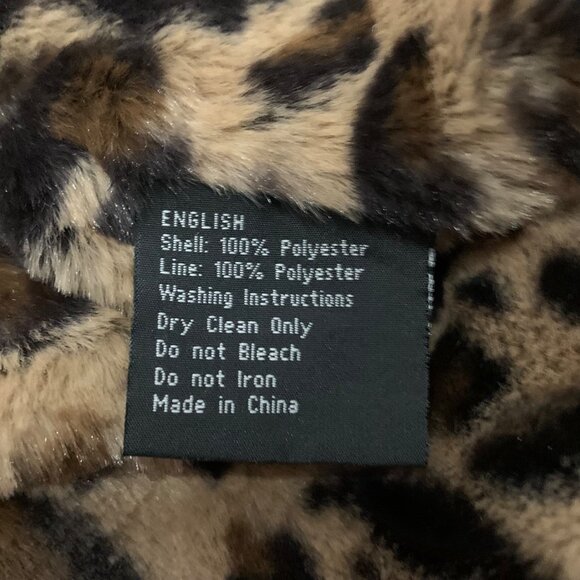 ENGLISH
Shell: 100% Polyester
Line: 100% Polyester
Washing Instructions
Dry Clean Only
Do not Bleach
Do not Iron
Made in China